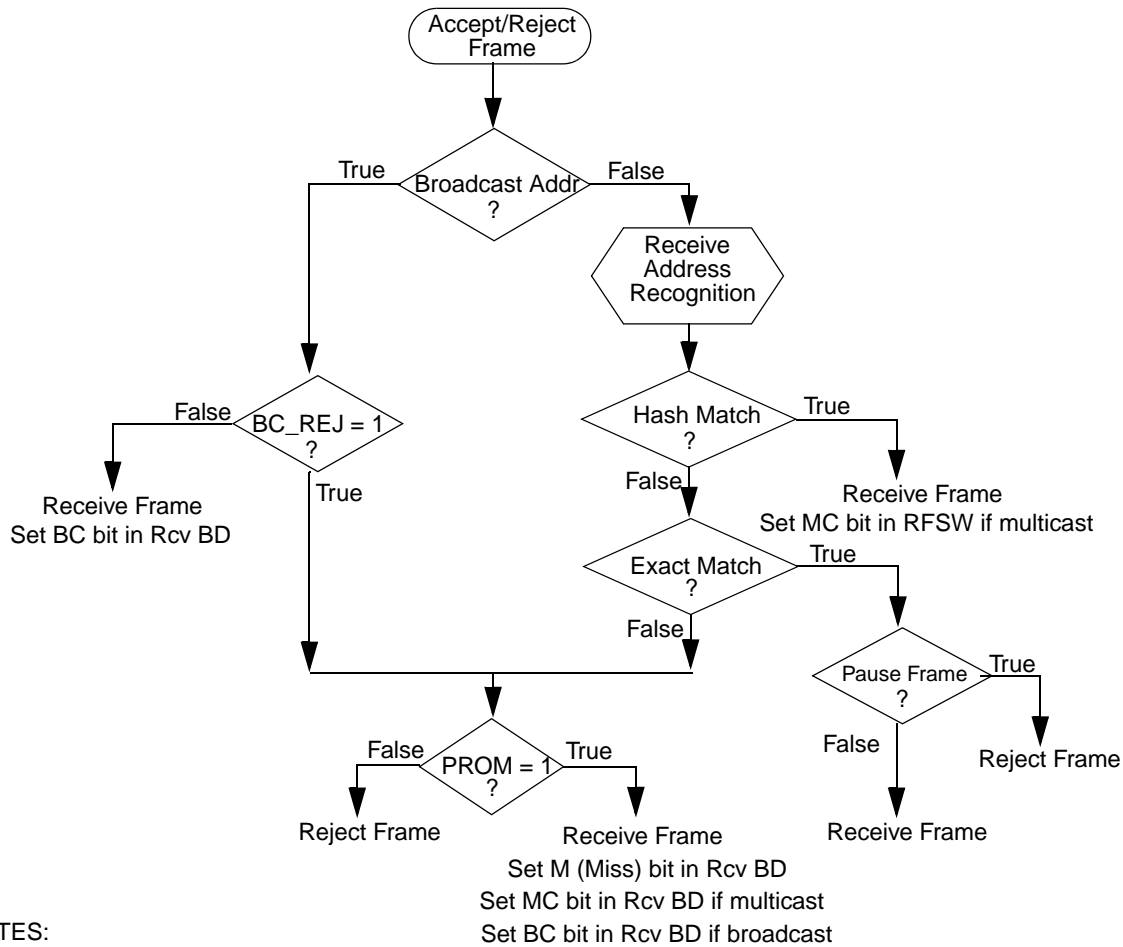 Accept/Reject
Frame
True
False
Broadcast Addr
?
Receive
Address
Recognition
False
BC_REJ = 1
?
Hash Match
?
True
Receive Frame
Set BC bit in Rcv BD
True
False
Receive Frame
Set MC bit in RFSW if multicast
Exact Match
?
True
False
Pause Frame
?
True
False
PROM = 1
?
True
False
Reject Frame
Reject Frame
Receive Frame
Receive Frame
Set M (Miss) bit in Rcv BD
Set MC bit in Rcv BD if multicast
TES:
Set BC bit in Rcv BD if broadcast